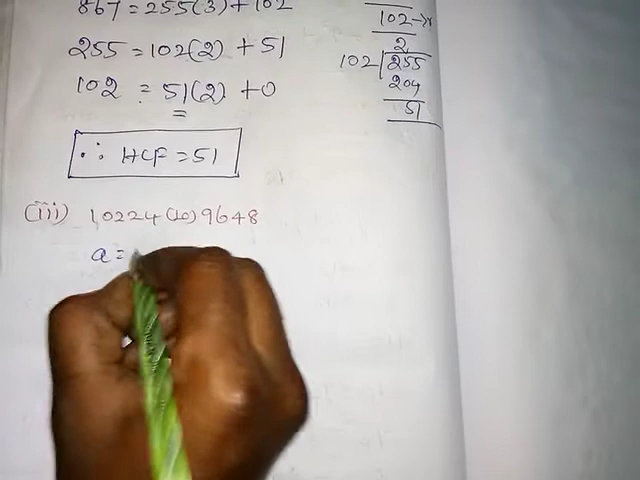 867 = 255(3) + 102
255 = 102(2) + 51
102 = 51(2) + 0
∴ HCF = 51
102
2
102 255
204
51
(iii) 10224 (10) 9648
a =